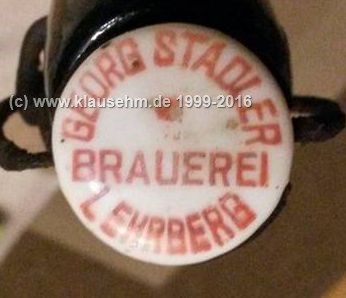 GEORG STADLER
BRAUEREI
LEHRBERG
(c) www.klausehm.de 1999-2016